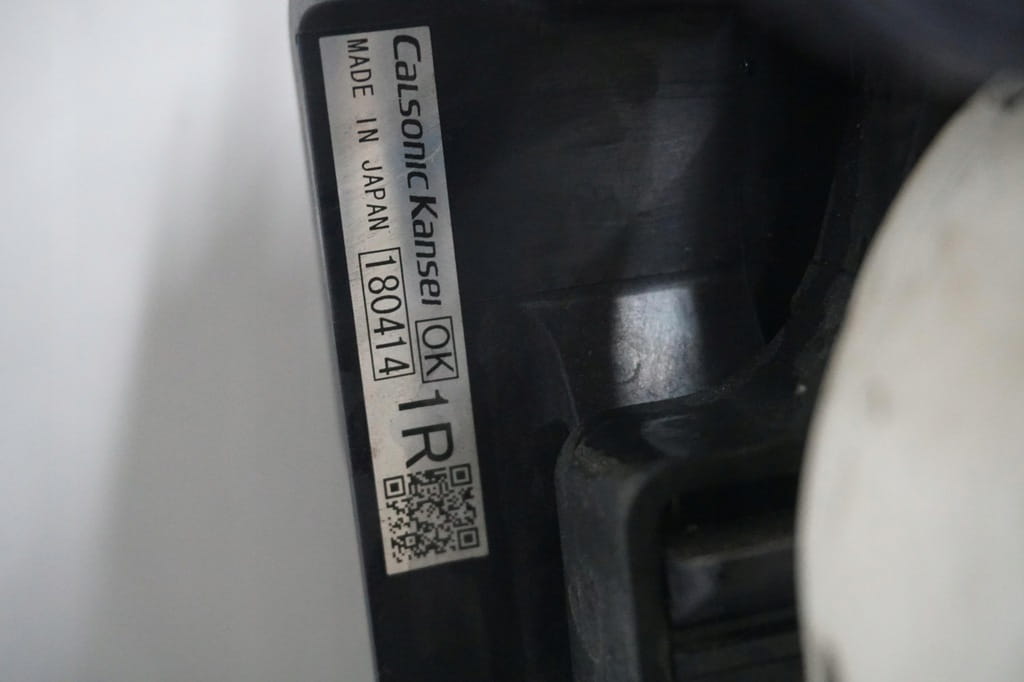 CalsonicKansei OK 1R
MADE IN JAPAN 180414